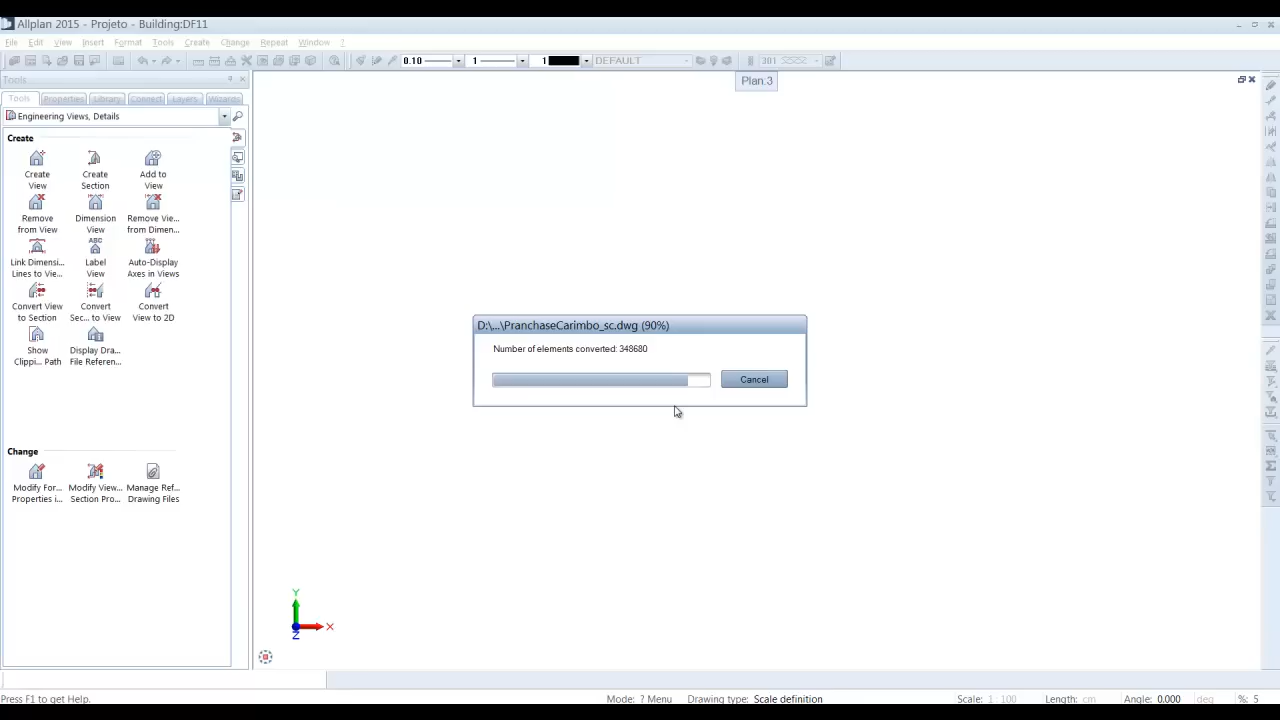 Allplan 2015 - Projeto - Building:DF11
File Edit View Insert Format Tools Create Change Repeat Window ?
0.10 1 1 DEFAULT 301
Tools
Plan:3
Tools Properties Library Connect Layers Wizards
Engineering Views, Details
Create
Create View
Create Section
Add to View
Remove from View
Dimension View
Remove Vie... from Dimen...
Link Dimensi... Lines to Vie...
ABC
Label View
Auto-Display Axes in Views
Convert View to Section
Convert Sec... to View
Convert View to 2D
Show Clippi... Path
Display Dra... File Referen...
D:\...\PranchaseCarimbo_sc.dwg (90%)
Number of elements converted: 348680
Cancel
Change
Modify For... Properties i...
Modify View... Section Pro...
Manage Ref... Drawing Files
Y
X
Z
Press F1 to get Help.
Mode: ? Menu
Drawing type: Scale definition
Scale: 1 : 100
Length: cm
Angle: 0.000 deg
%: 5